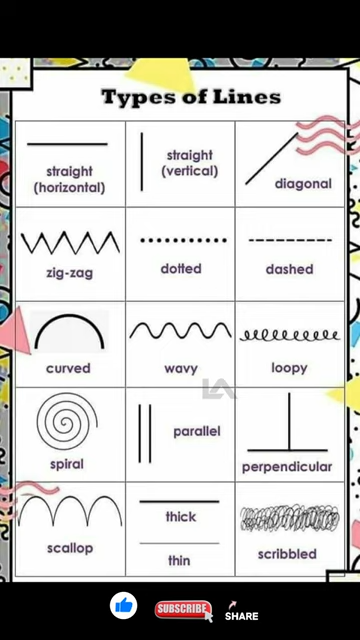 Types of Lines
straight
(horizontal)
straight
(vertical)
diagonal
zig-zag
dotted
dashed
curved
wavy
loopy
spiral
parallel
perpendicular
scallop
thick
thin
scribbled
LA
SUBSCRIBE
SHARE